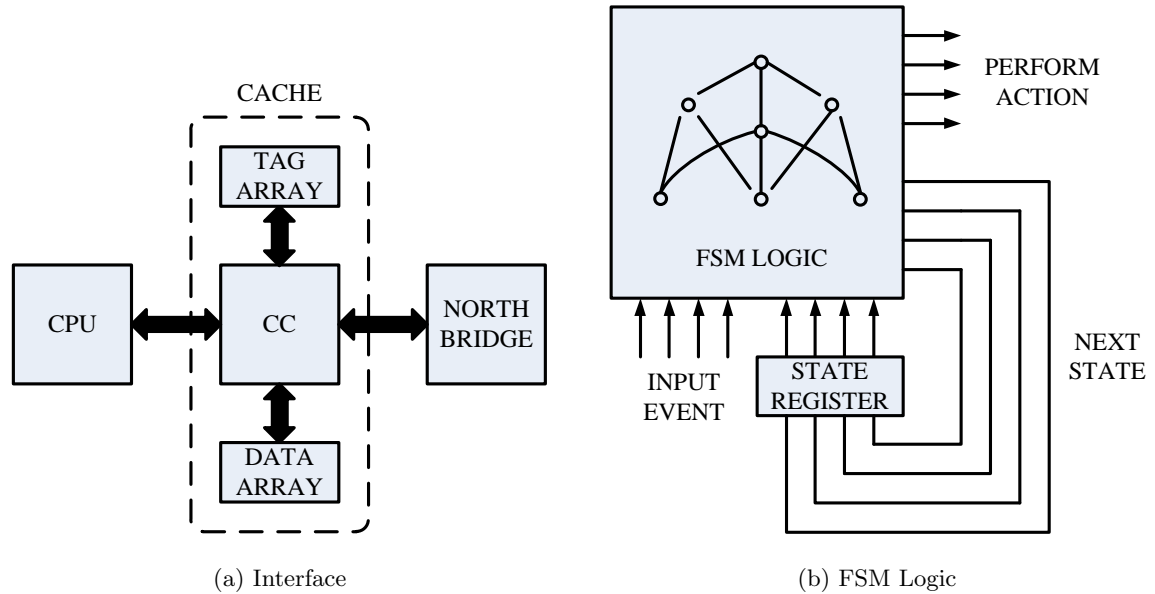 CACHE
TAG
ARRAY
CPU
CC
NORTH
BRIDGE
DATA
ARRAY
(a) Interface
PERFORM
ACTION
FSM LOGIC
INPUT
EVENT
STATE
REGISTER
NEXT
STATE
(b) FSM Logic